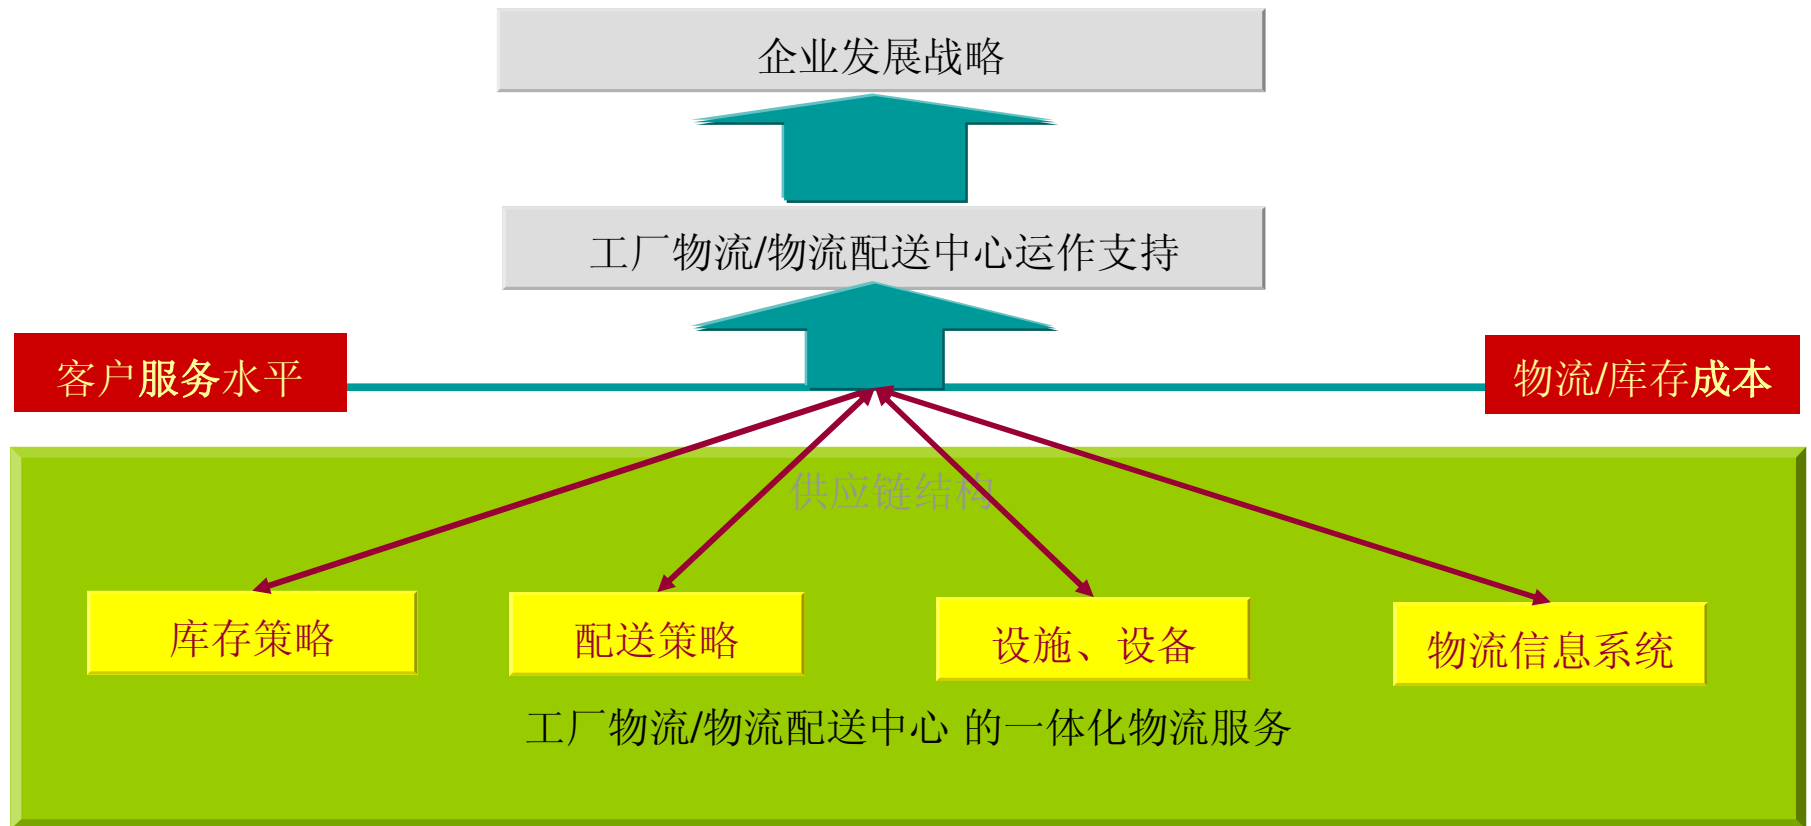 企业发展战略
工厂物流/物流配送中心运作支持
客户服务水平
物流/库存成本
供应链结构
库存策略
配送策略
设施、设备
物流信息系统
工厂物流/物流配送中心 的一体化物流服务